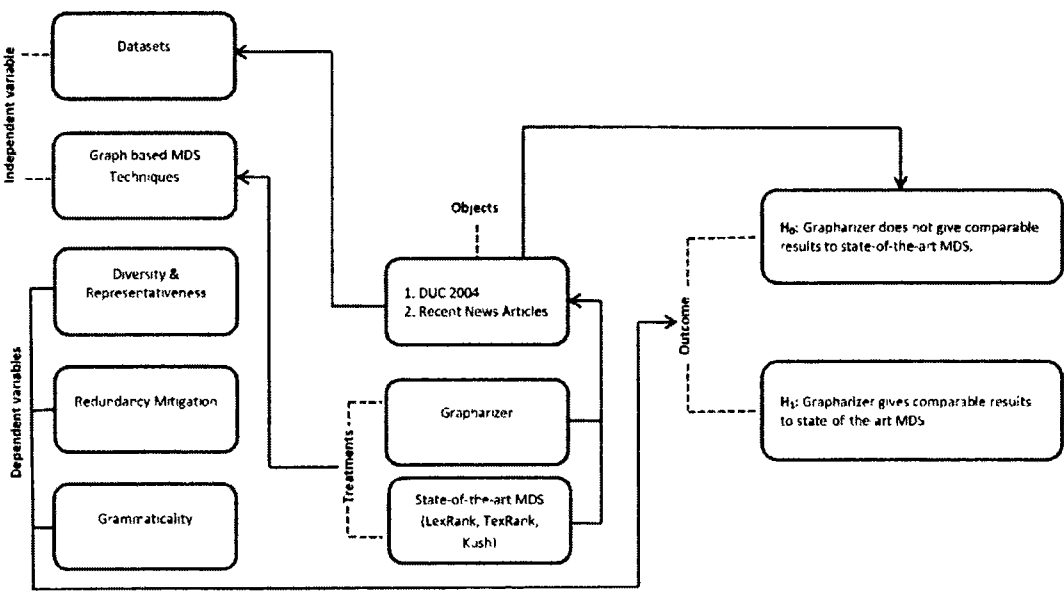 Independent variable
Datasets
Graph based MDS
Techniques
Dependent variables
Diversity &
Representativeness
Redundancy Mitigation
Grammaticality
Objects
1. DUC 2004
2. Recent News Articles
Treatments
Grapharizer
State-of-the-art MDS
(LexRank, TexRank,
Kush)
Outcome
H₀: Grapharizer does not give comparable
results to state-of-the-art MDS.
H₁: Grapharizer gives comparable results
to state of the art MDS